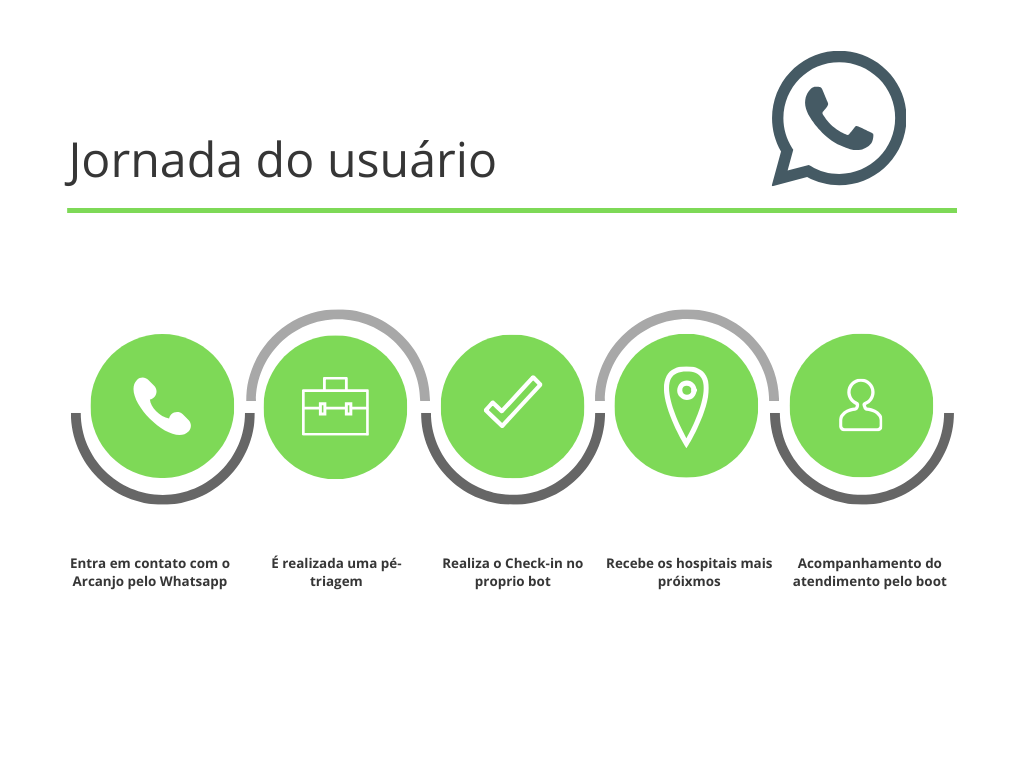 Jornada do usuário
Entra em contato com o
Arcanjo pelo Whatsapp
É realizada uma pé-
triagem
Realiza o Check-in no
proprio bot
Recebe os hospitais mais
próixmos
Acompanhamento do
atendimento pelo boot